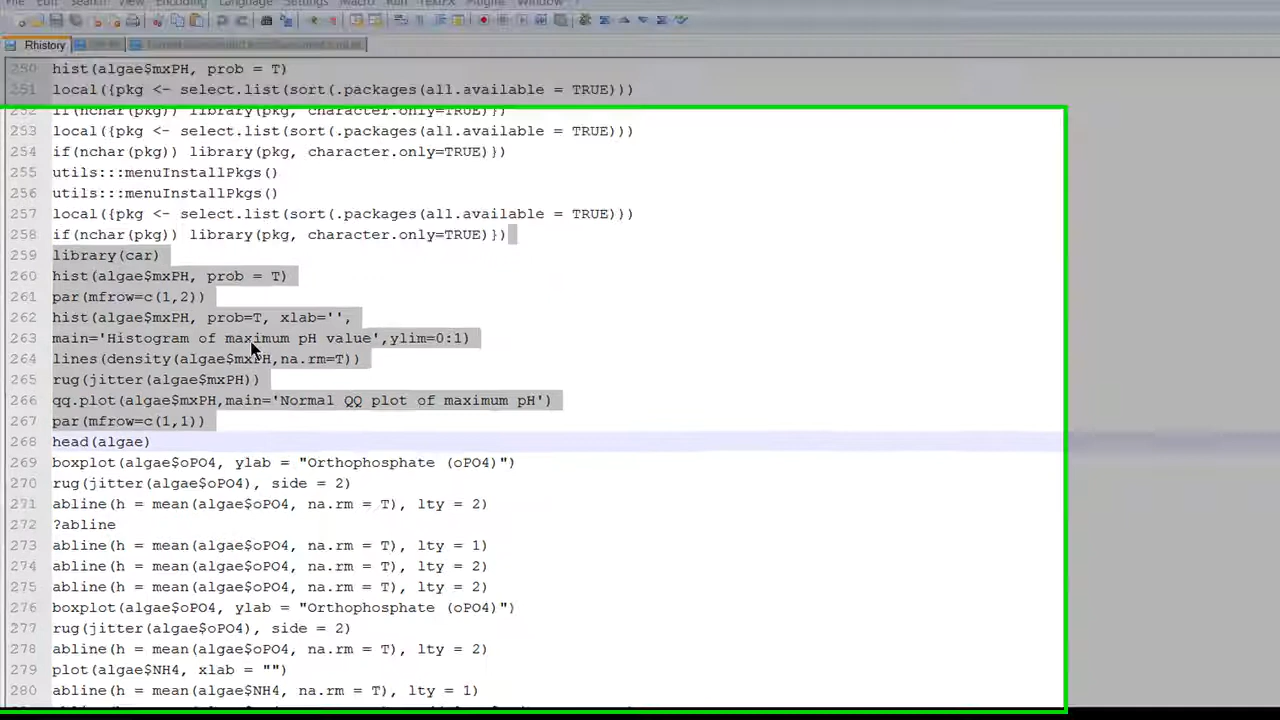 Edit Search View Encoding Language Settings Macro Run TextFX Plugins Window
Rhistory
250 hist(algae$mxPH, prob = T)
251 local({pkg <- select.list(sort(.packages(all.available = TRUE)))
252 if(nchar(pkg)) library(pkg, character.only=TRUE)})
253 local({pkg <- select.list(sort(.packages(all.available = TRUE)))
254 if(nchar(pkg)) library(pkg, character.only=TRUE)})
255 utils:::menuInstallPkgs()
256 utils:::menuInstallPkgs()
257 local({pkg <- select.list(sort(.packages(all.available = TRUE)))
258 if(nchar(pkg)) library(pkg, character.only=TRUE)})
259 library(car)
260 hist(algae$mxPH, prob = T)
261 par(mfrow=c(1,2))
262 hist(algae$mxPH, prob=T, xlab='',
263 main='Histogram of maximum pH value',ylim=0:1)
264 lines(density(algae$mxPH,na.rm=T))
265 rug(jitter(algae$mxPH))
266 qq.plot(algae$mxPH,main='Normal QQ plot of maximum pH')
267 par(mfrow=c(1,1))
268 head(algae)
269 boxplot(algae$oPO4, ylab = "Orthophosphate (oPO4)")
270 rug(jitter(algae$oPO4), side = 2)
271 abline(h = mean(algae$oPO4, na.rm = T), lty = 2)
272 ?abline
273 abline(h = mean(algae$oPO4, na.rm = T), lty = 1)
274 abline(h = mean(algae$oPO4, na.rm = T), lty = 2)
275 abline(h = mean(algae$oPO4, na.rm = T), lty = 2)
276 boxplot(algae$oPO4, ylab = "Orthophosphate (oPO4)")
277 rug(jitter(algae$oPO4), side = 2)
278 abline(h = mean(algae$oPO4, na.rm = T), lty = 2)
279 plot(algae$NH4, xlab = "")
280 abline(h = mean(algae$NH4, na.rm = T), lty = 1)